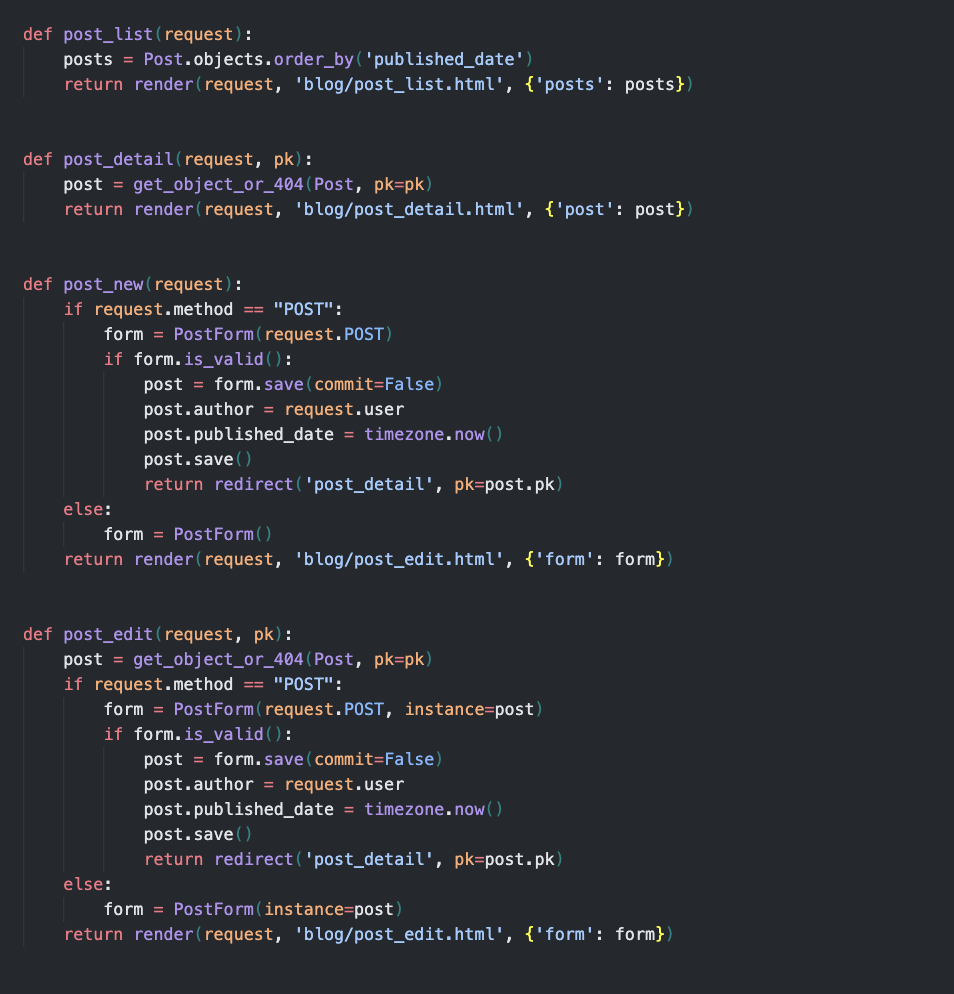 def post_list(request):
    posts = Post.objects.order_by('published_date')
    return render(request, 'blog/post_list.html', {'posts': posts})
def post_detail(request, pk):
    post = get_object_or_404(Post, pk=pk)
    return render(request, 'blog/post_detail.html', {'post': post})
def post_new(request):
    if request.method == "POST":
        form = PostForm(request.POST)
        if form.is_valid():
            post = form.save(commit=False)
            post.author = request.user
            post.published_date = timezone.now()
            post.save()
            return redirect('post_detail', pk=post.pk)
    else:
        form = PostForm()
    return render(request, 'blog/post_edit.html', {'form': form})
def post_edit(request, pk):
    post = get_object_or_404(Post, pk=pk)
    if request.method == "POST":
        form = PostForm(request.POST, instance=post)
        if form.is_valid():
            post = form.save(commit=False)
            post.author = request.user
            post.published_date = timezone.now()
            post.save()
            return redirect('post_detail', pk=post.pk)
    else:
        form = PostForm(instance=post)
    return render(request, 'blog/post_edit.html', {'form': form})